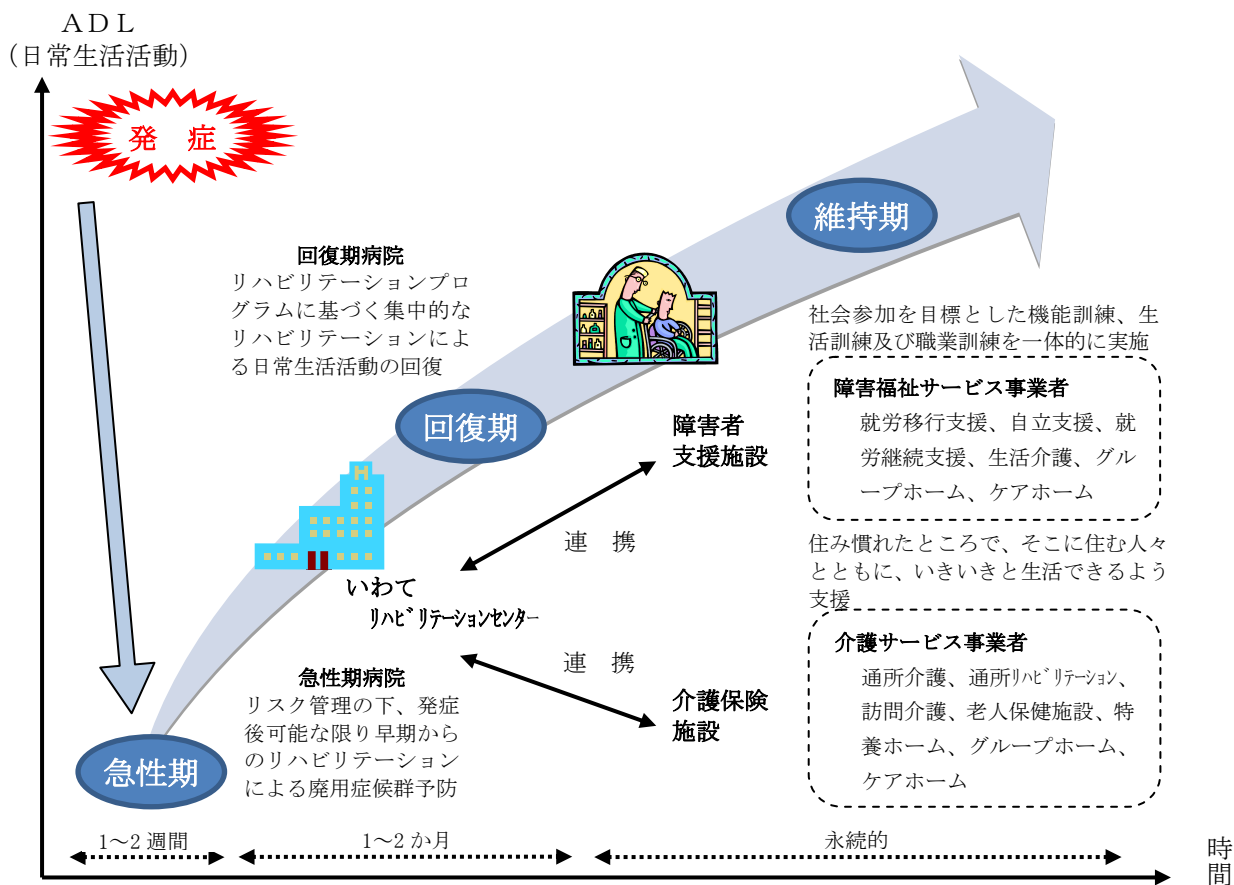 ＡＤＬ
（日常生活活動）
発　症
維持期
回復期病院
リハビリテーションプロ
グラムに基づく集中的な
リハビリテーションによ
る日常生活活動の回復
社会参加を目標とした機能訓練、生
活訓練及び職業訓練を一体的に実施
障害福祉サービス事業者
就労移行支援、自立支援、就
労継続支援、生活介護、グル
ープホーム、ケアホーム
回復期
障害者
支援施設
H
連　携
住み慣れたところで、そこに住む人々
とともに、いきいきと生活できるよう
支援
いわて
ﾘﾊﾋﾞﾘﾃｰｼｮﾝｾﾝﾀｰ
連　携
介護保険
施設
介護サービス事業者
通所介護、通所ﾘﾊﾋﾞﾘﾃｰｼｮﾝ、
訪問介護、老人保健施設、特
養ホーム、グループホーム、
ケアホーム
急性期病院
リスク管理の下、発症
後可能な限り早期から
のリハビリテーション
による廃用症候群予防
急性期
1～2 週間
1～2 か月
永続的
時
間